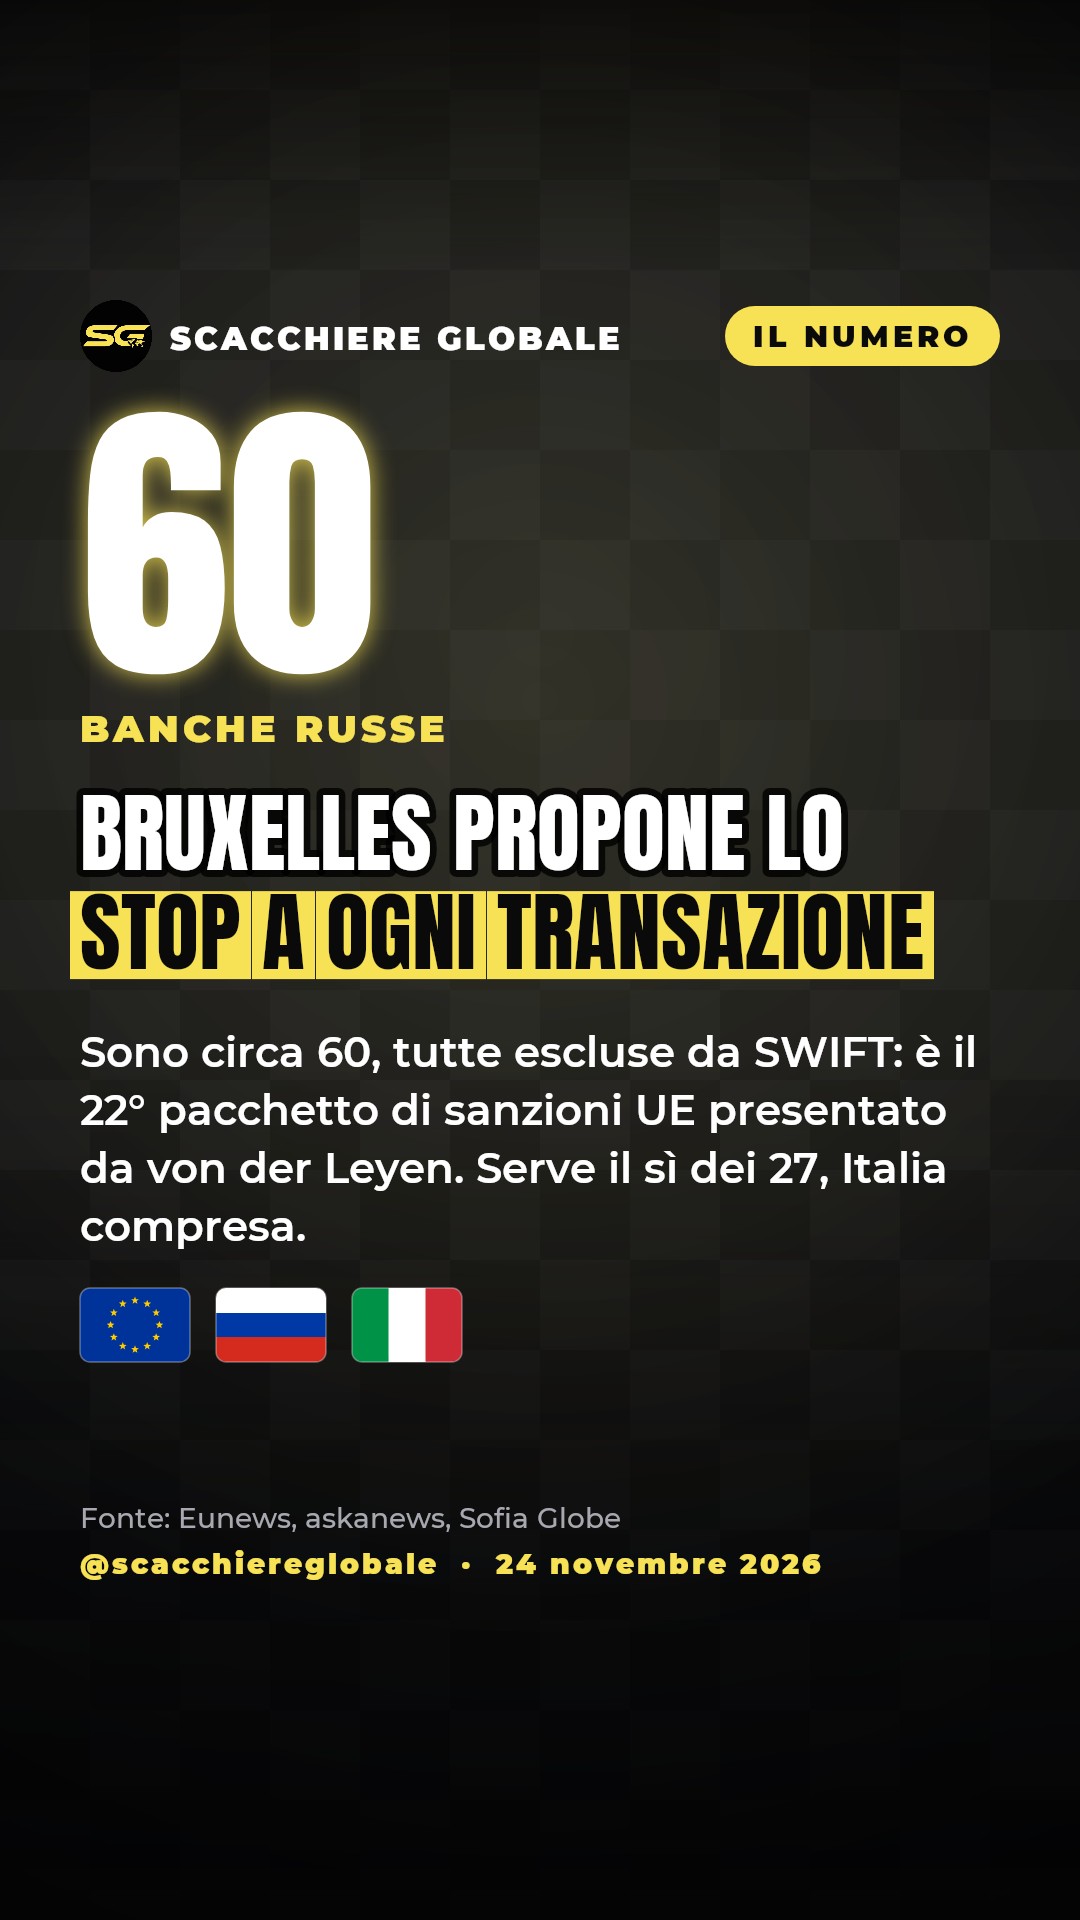 SG
SCACCHIERE GLOBALE
IL NUMERO
60
BANCHE RUSSE
BRUXELLES PROPONE LO
STOP A OGNI TRANSAZIONE
Sono circa 60, tutte escluse da SWIFT: è il
22° pacchetto di sanzioni UE presentato
da von der Leyen. Serve il sì dei 27, Italia
compresa.
Fonte: Eunews, askanews, Sofia Globe
@scacchiereglobale • 24 novembre 2026